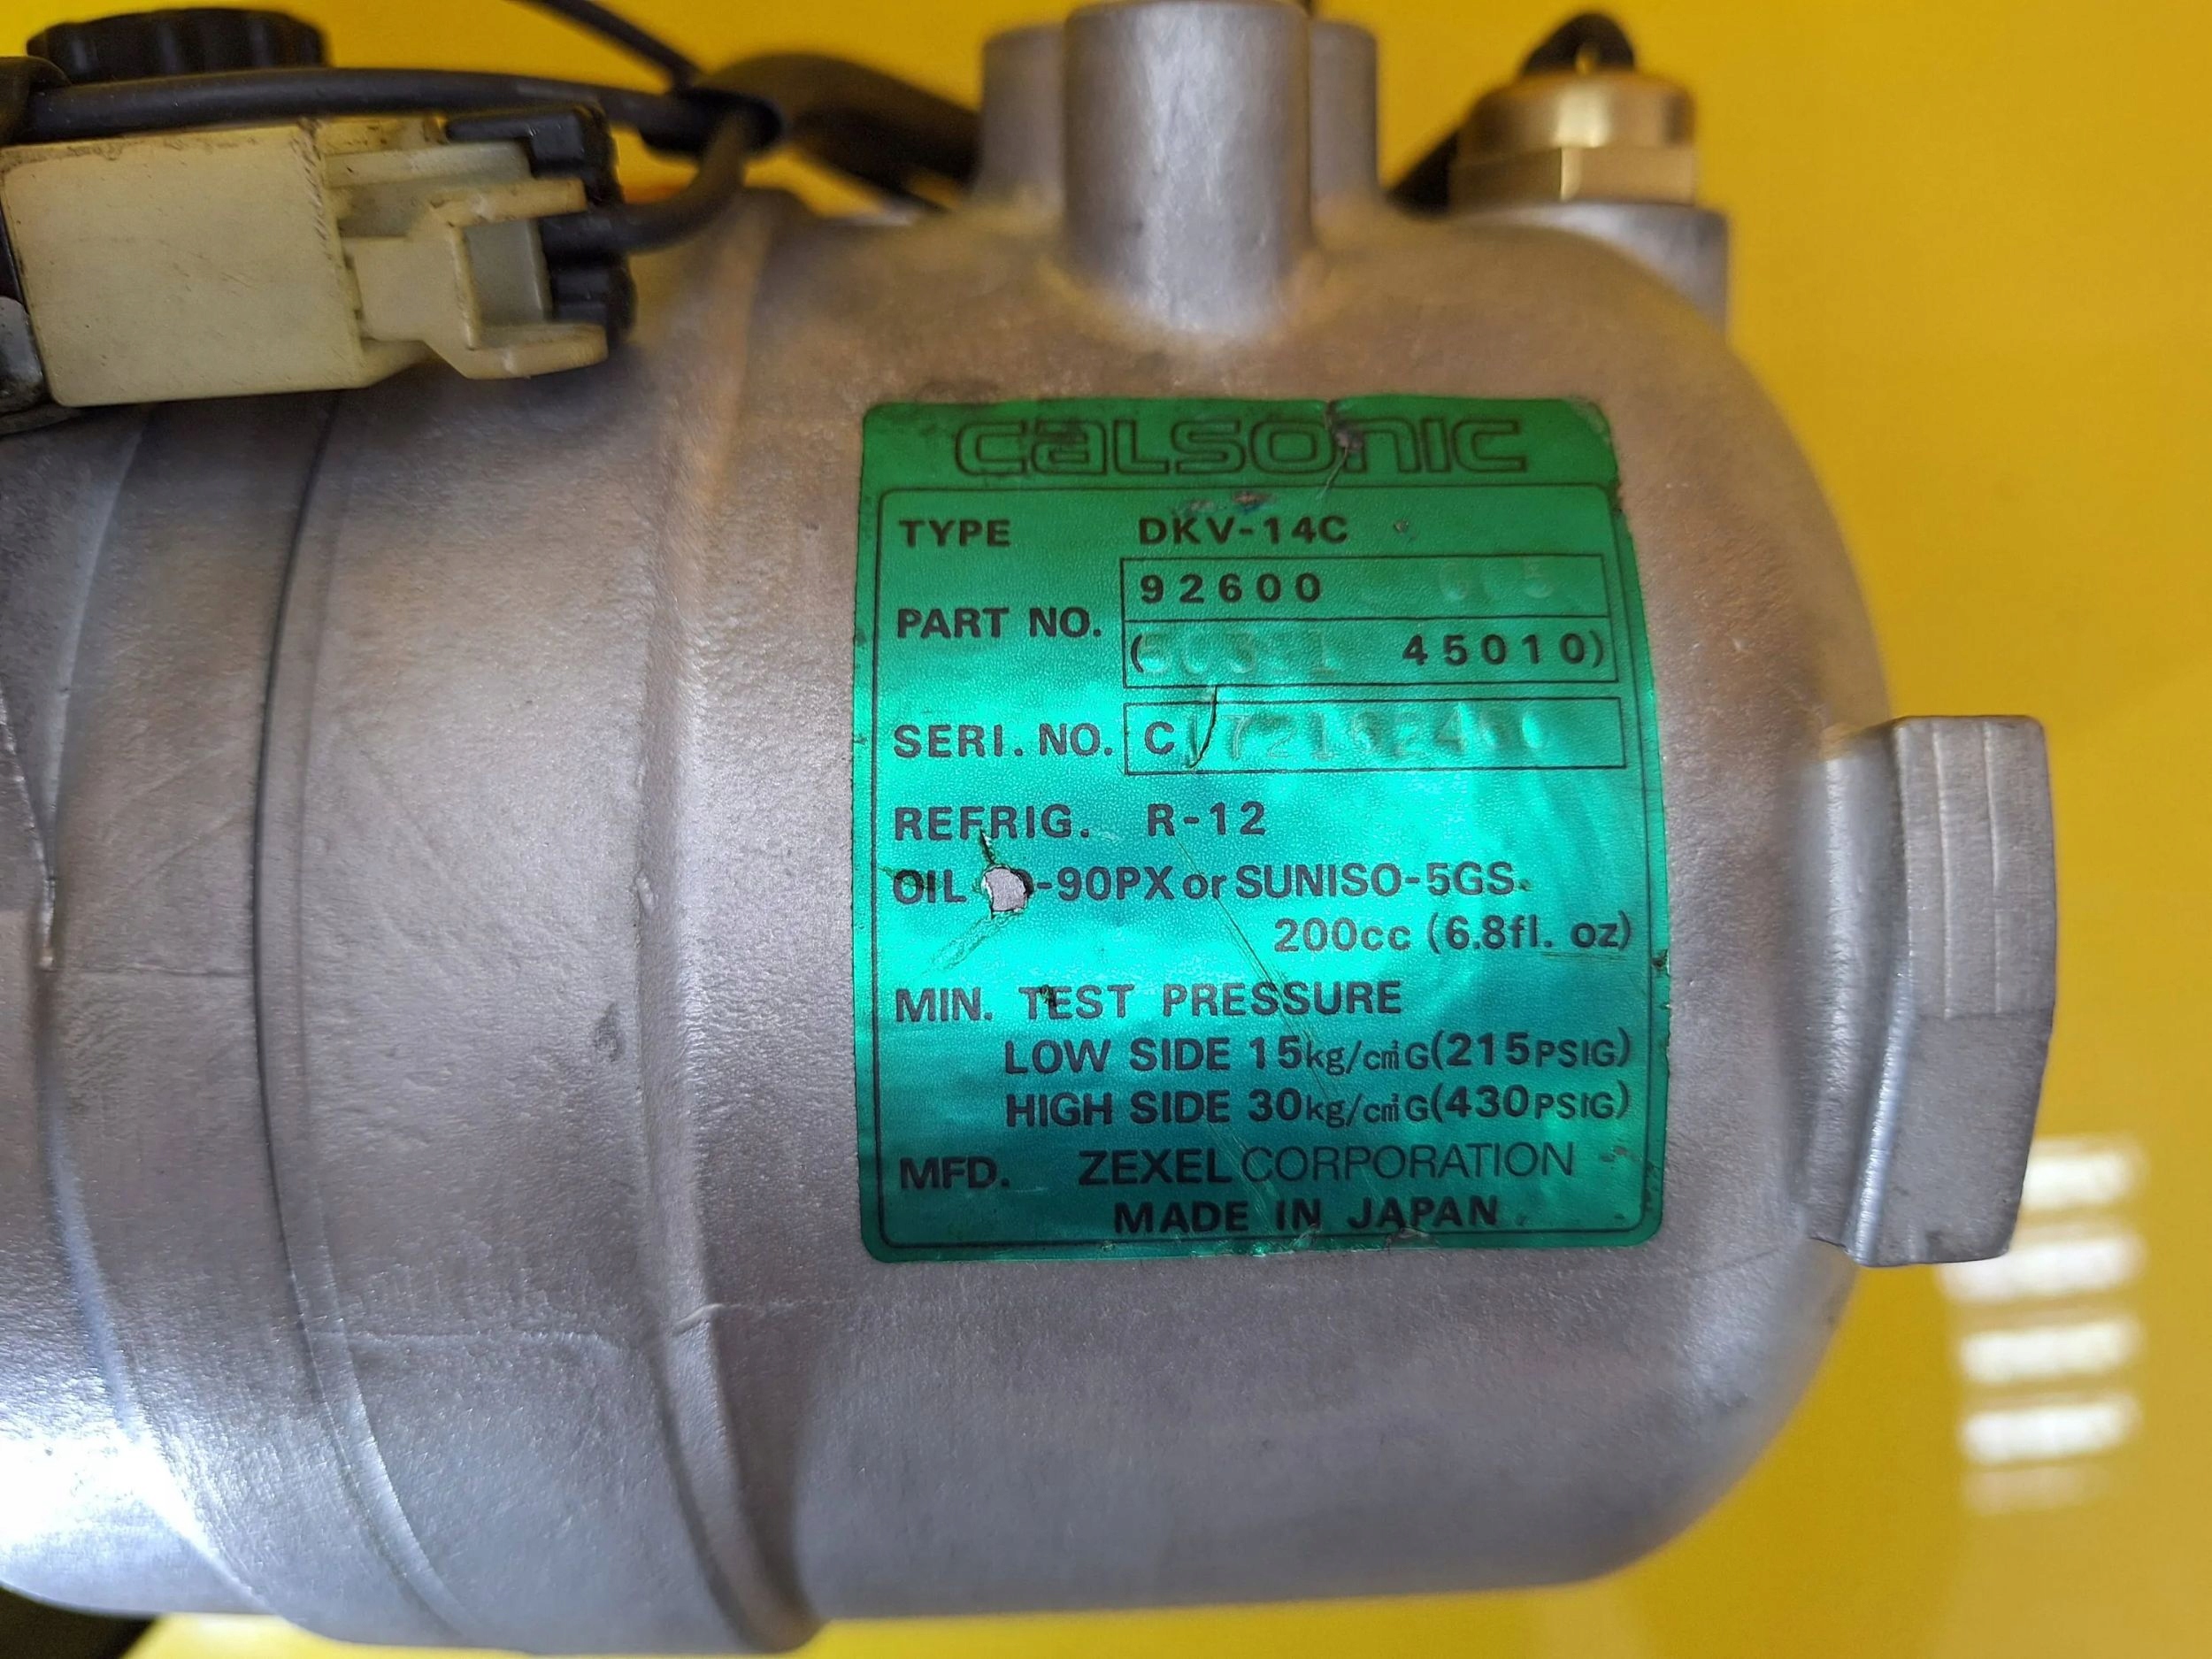 calsonic
TYPE DKV-14C
PART NO. 92600
45010)
SERI. NO. C
REFRIG. R-12
OIL -90PX or SUNISO-5GS
200cc (6.8fl. oz)
MIN. TEST PRESSURE
LOW SIDE 15kg/c㎡G(215PSIG)
HIGH SIDE 30kg/c㎡G(430PSIG)
MFD. ZEXEL CORPORATION
MADE IN JAPAN